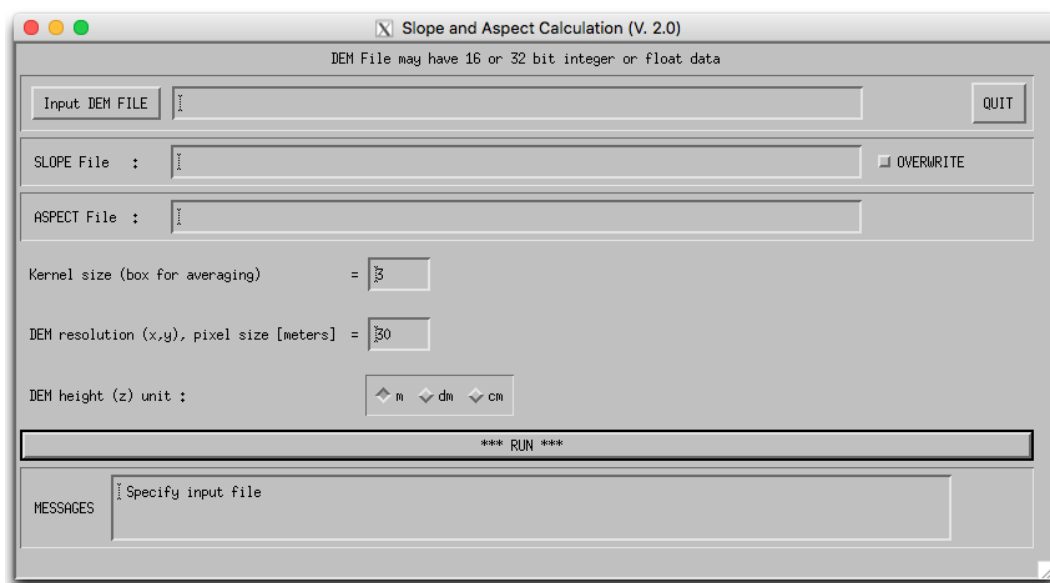 Slope and Aspect Calculation (V. 2.0)
DEM File may have 16 or 32 bit integer or float data
Input DEM FILE QUIT
SLOPE File : OVERWRITE
ASPECT File :
Kernel size (box for averaging) = 3
DEM resolution (x,y), pixel size [meters] = 30
DEM height (z) unit : m dm cm
*** RUN ***
MESSAGES Specify input file